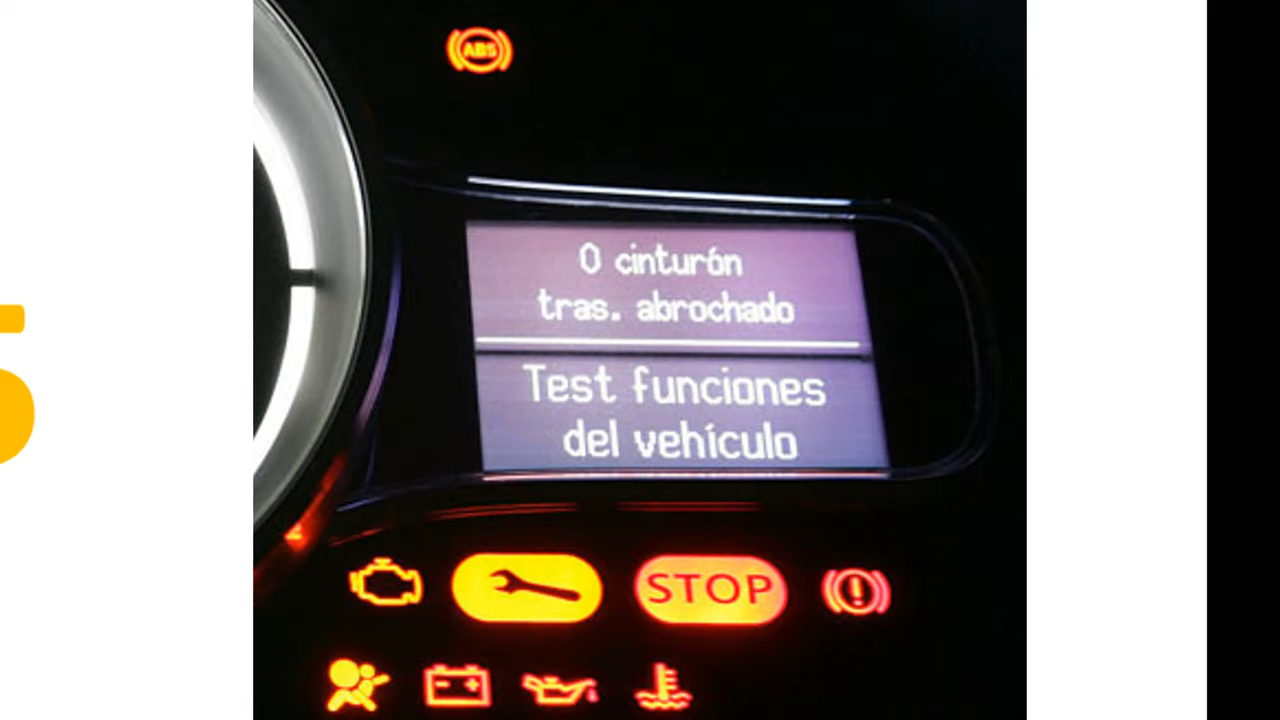 ABS
0 cinturón
tras. abrochado
Test funciones
del vehículo
STOP